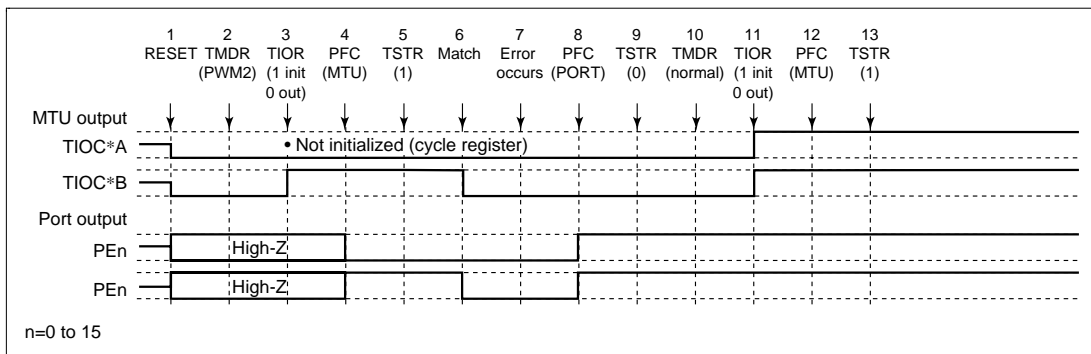 1 2 3 4 5 6 7 8 9 10 11 12 13
RESET TMDR TIOR PFC TSTR Match Error PFC TSTR TMDR TIOR PFC TSTR
(PWM2) (1 init (MTU) (1) occurs (PORT) (0) (normal) (1 init (MTU) (1)
0 out) 0 out)
MTU output
TIOC*A • Not initialized (cycle register)
TIOC*B
Port output
PEn High-Z
PEn High-Z
n=0 to 15